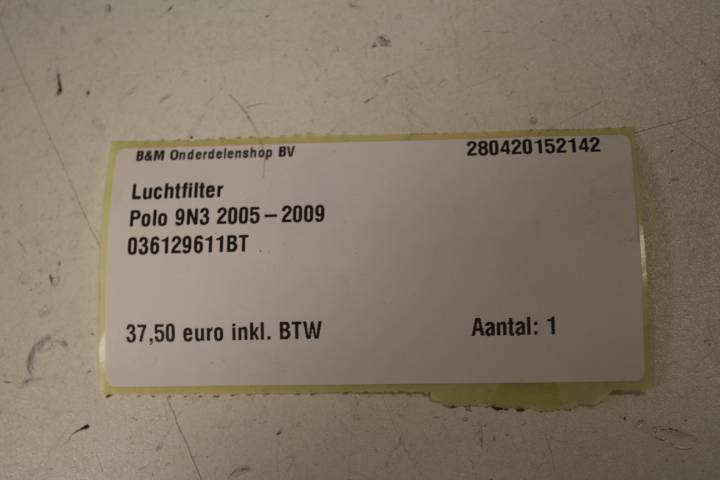 B&M Onderdelenshop BV 280420152142
Luchtfilter
Polo 9N3 2005 – 2009
036129611BT
37,50 euro inkl. BTW Aantal: 1